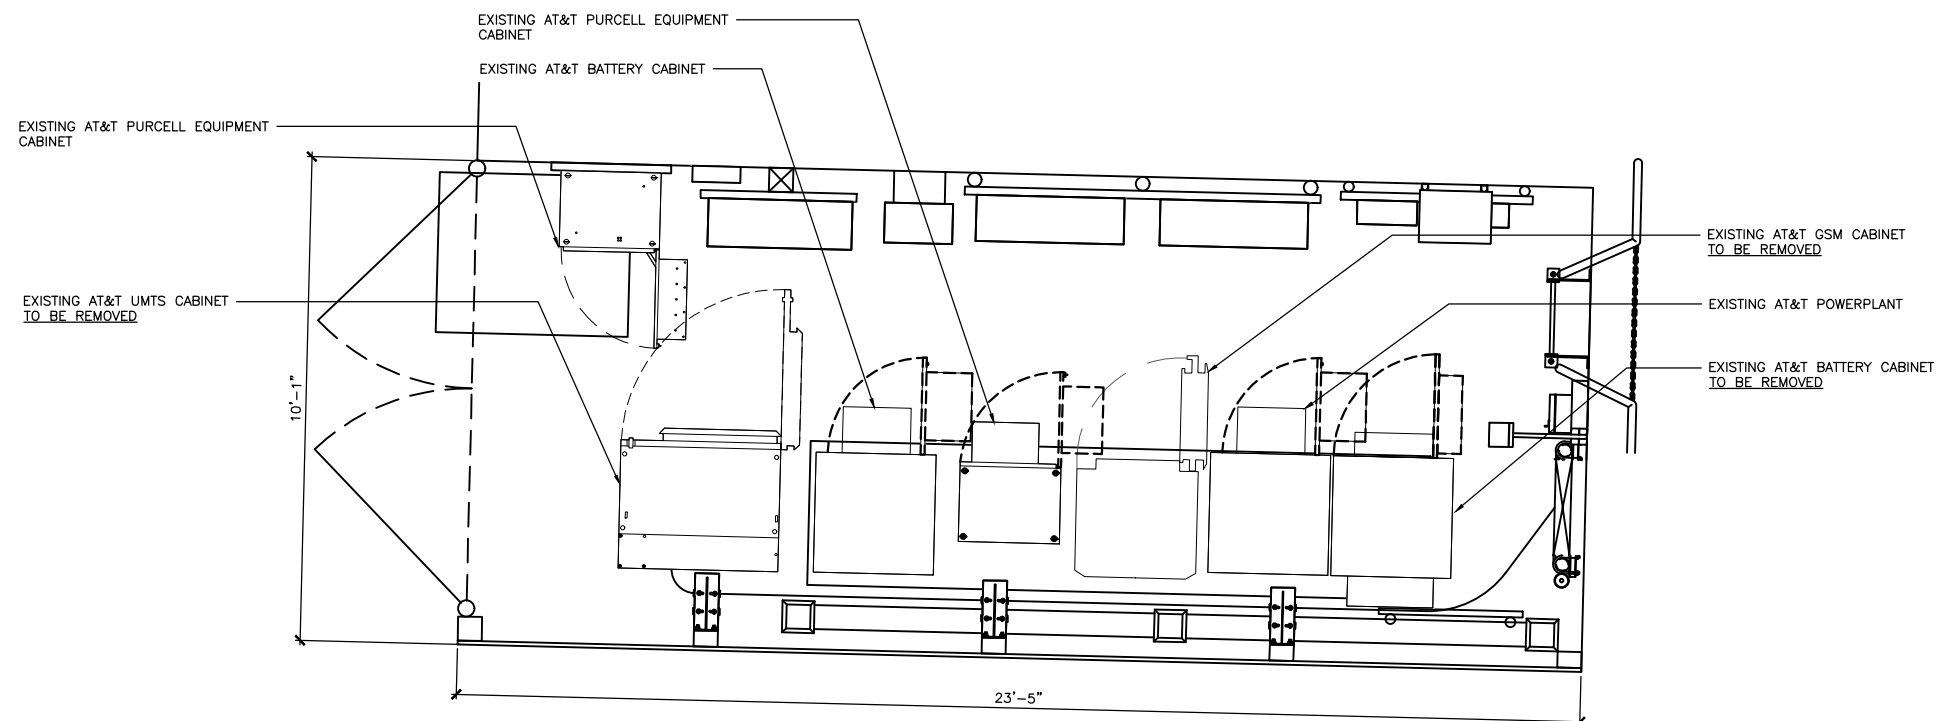 EXISTING AT&T PURCELL EQUIPMENT
CABINET
EXISTING AT&T BATTERY CABINET
EXISTING AT&T PURCELL EQUIPMENT
CABINET
EXISTING AT&T UMTS CABINET
TO BE REMOVED
EXISTING AT&T GSM CABINET
TO BE REMOVED
EXISTING AT&T POWERPLANT
EXISTING AT&T BATTERY CABINET
TO BE REMOVED
10'-1"
23'-5"